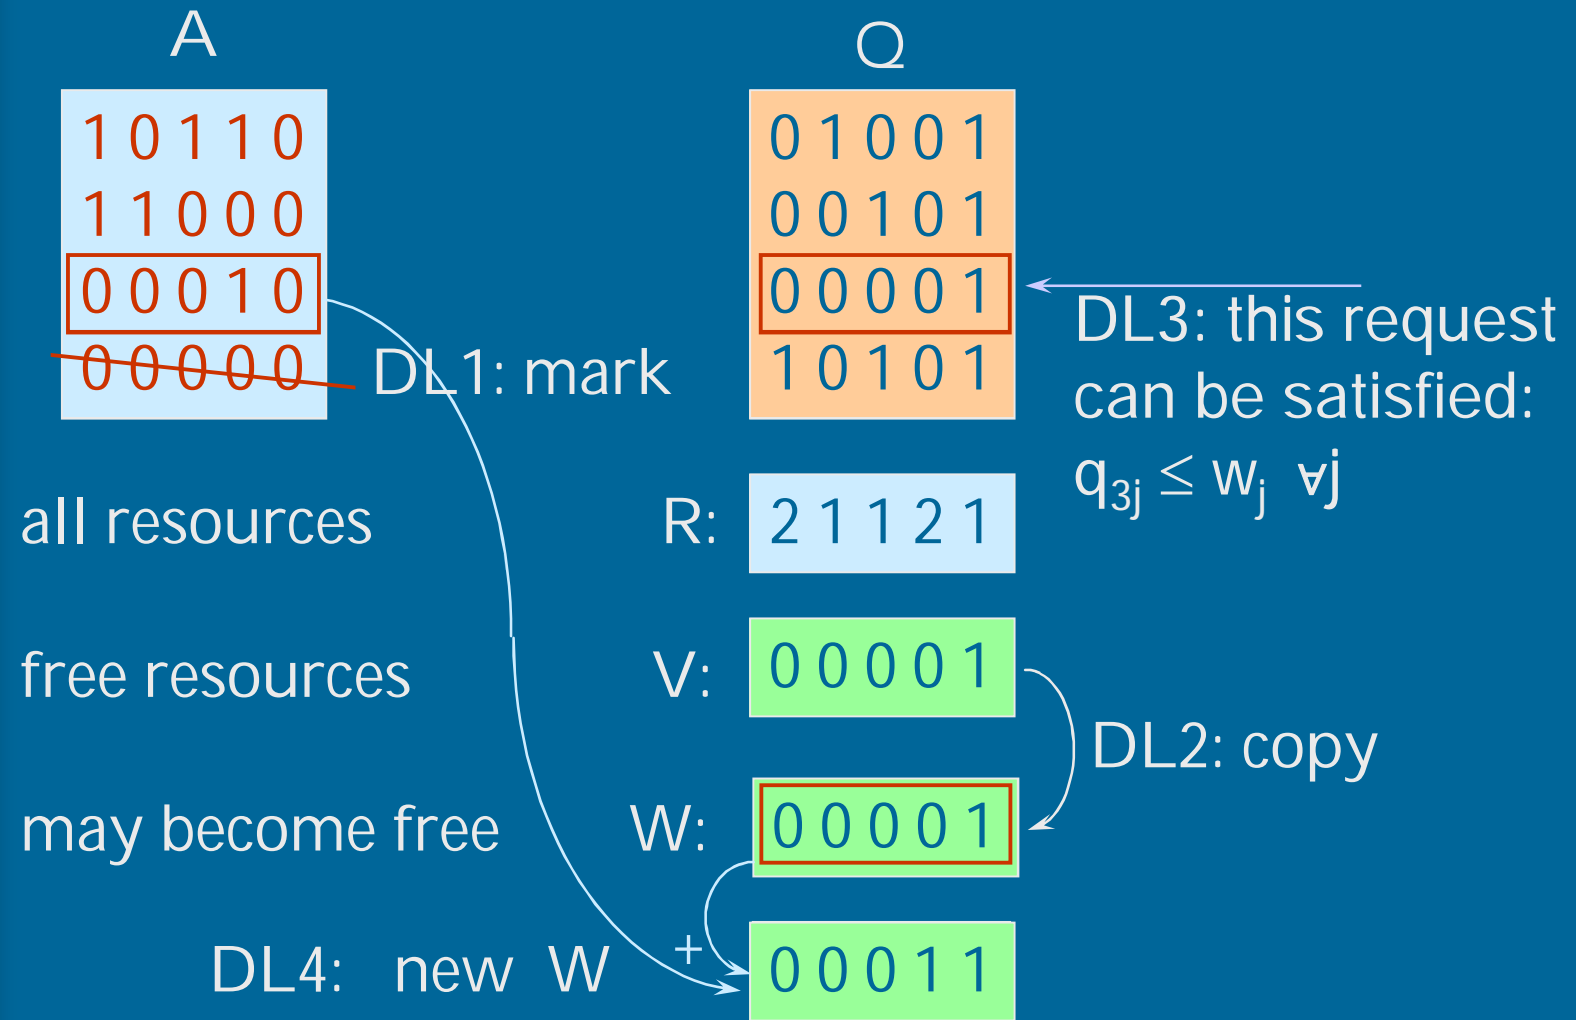 A
Q
1 0 1 1 0
1 1 0 0 0
0 0 0 1 0
0 0 0 0 0
DL1: mark
0 1 0 0 1
0 0 1 0 1
0 0 0 0 1
1 0 1 0 1
DL3: this request
can be satisfied:
q3j ≤ wj ∀j
all resources R: 2 1 1 2 1
free resources V: 0 0 0 0 1
DL2: copy
may become free W: 0 0 0 0 1
DL4: new W + 0 0 0 1 1